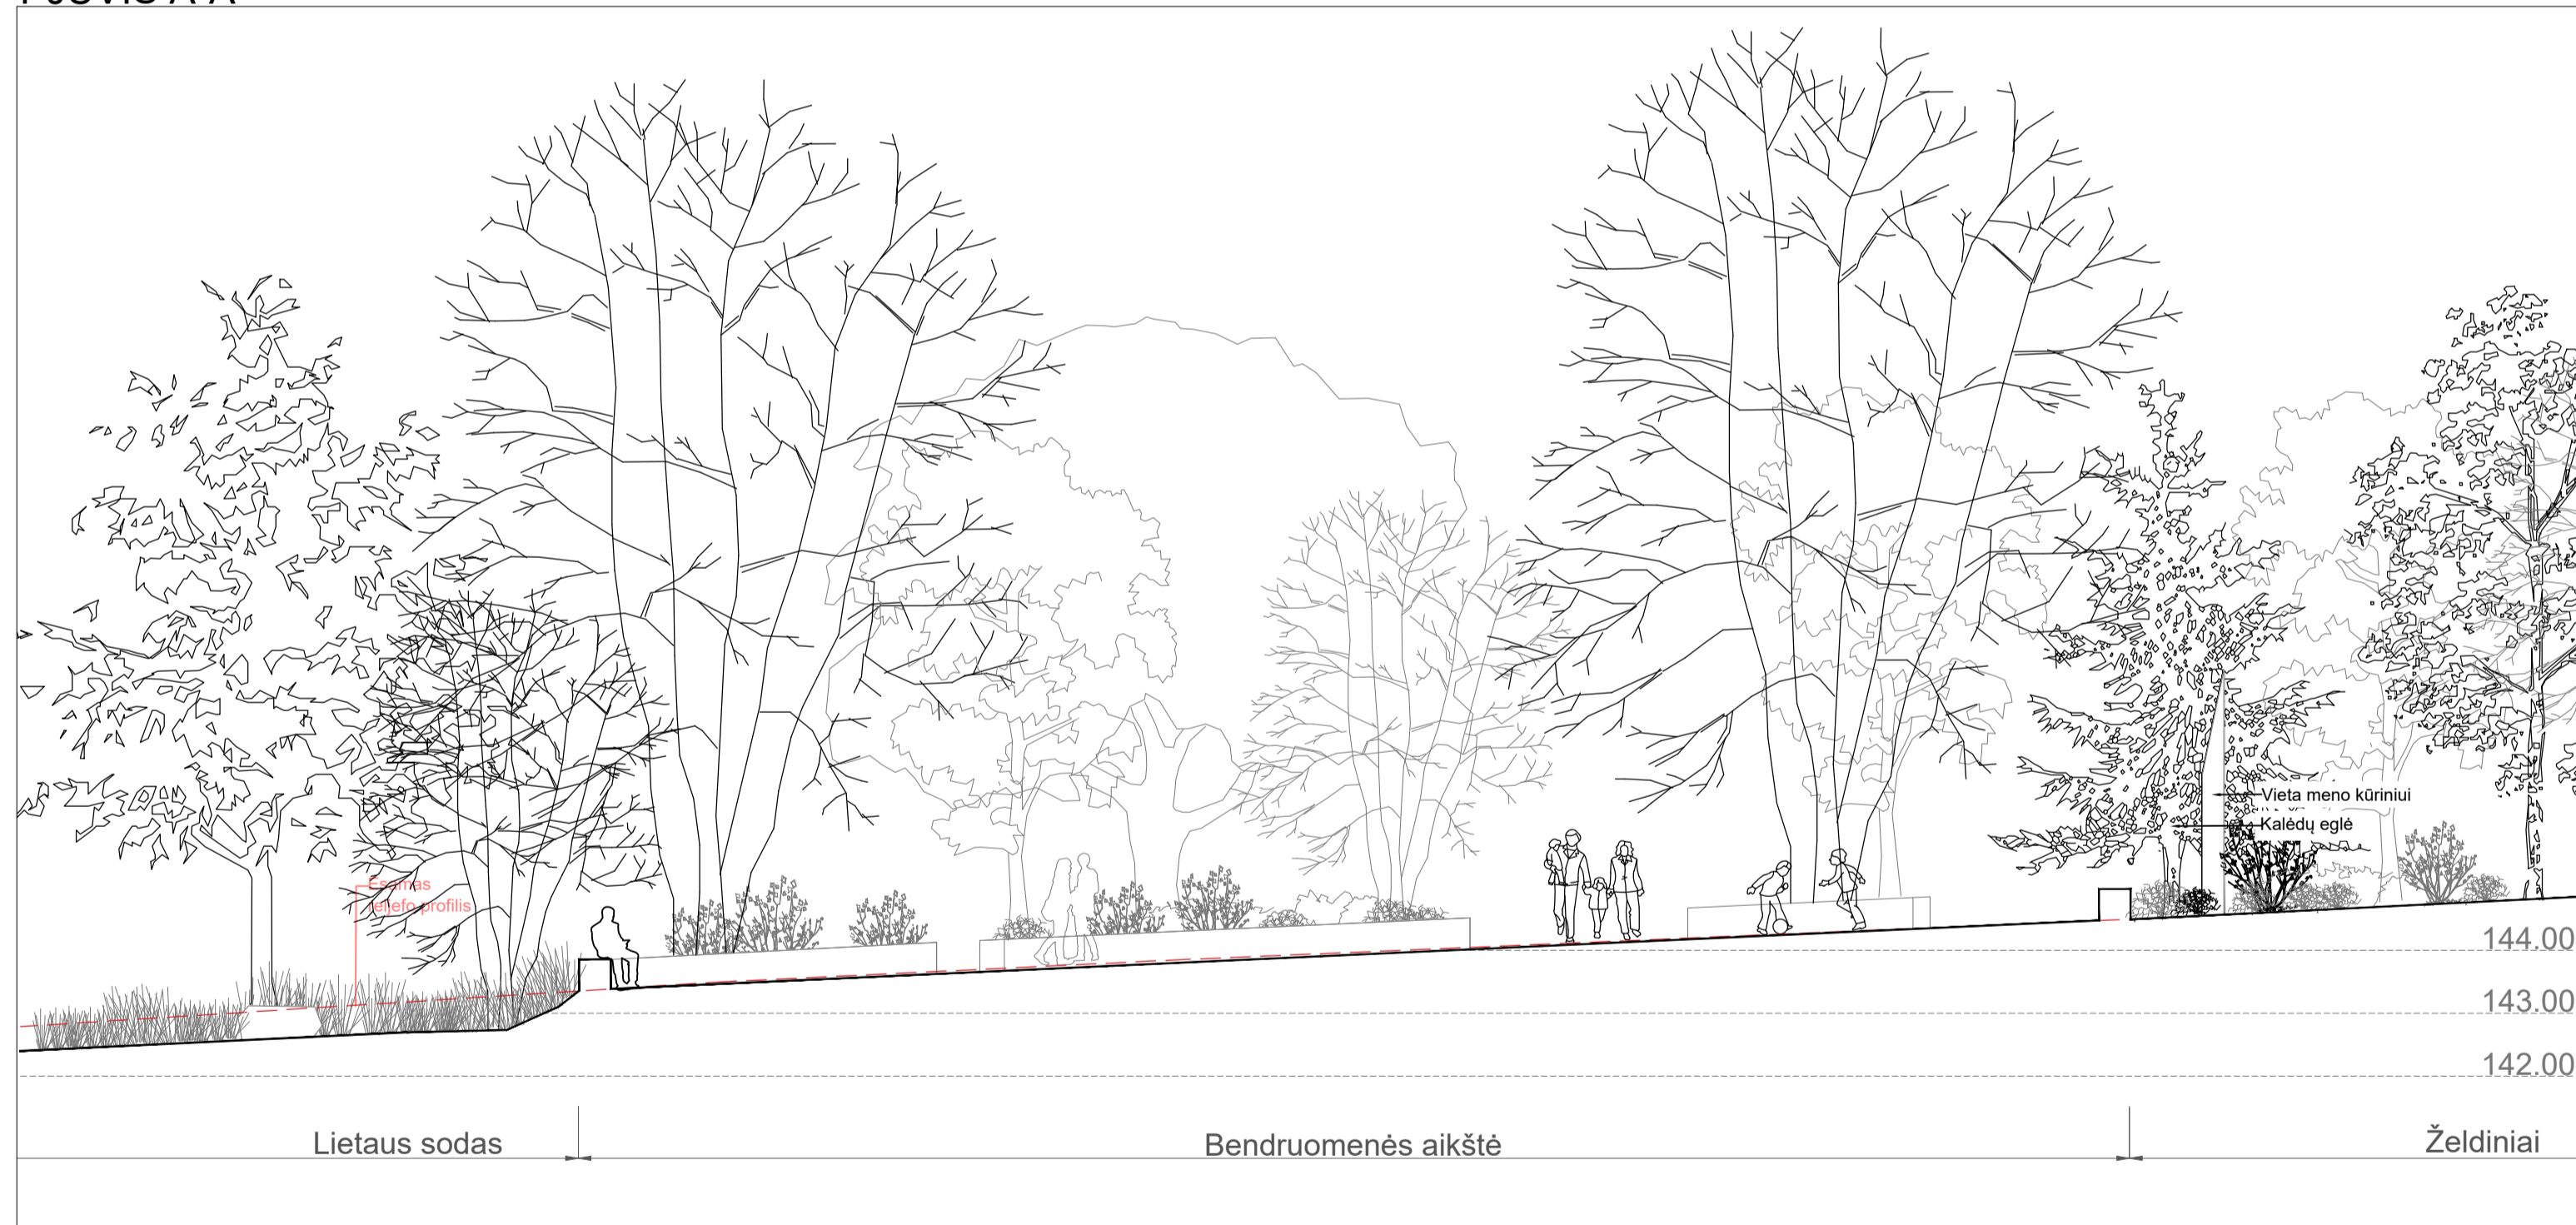 Vieta meno kūriniui
Kalėdų eglė
Esamas
reljefo profilis
144.00
143.00
142.00
Lietaus sodas
Bendruomenės aikštė
Želdiniai